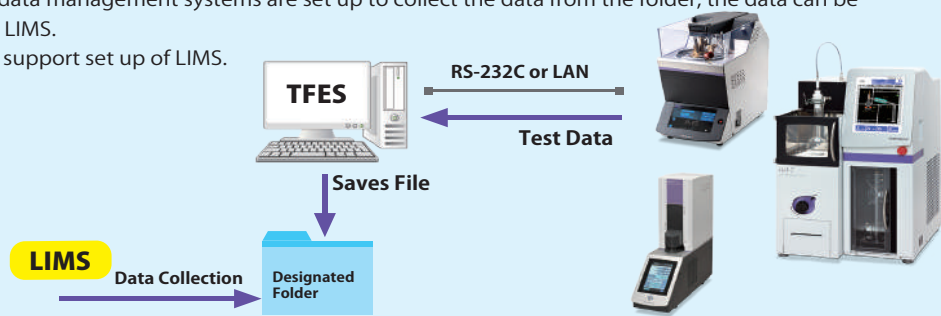 data management systems are set up to collect the data from the folder, the data can be
LIMS.
support set up of LIMS.
TFES
RS-232C or LAN
Test Data
Saves File
LIMS
Data Collection
Designated
Folder